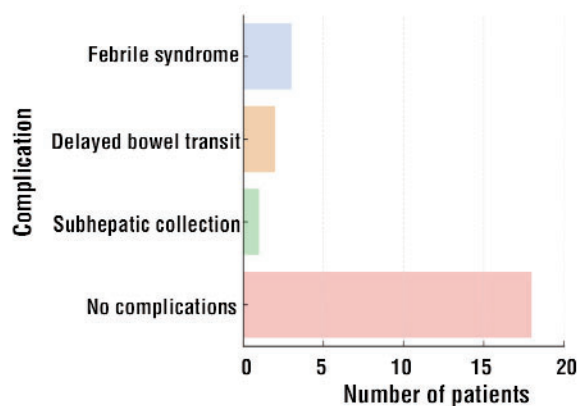 Complication
Febrile syndrome
Delayed bowel transit
Subhepatic collection
No complications
0 5 10 15 20
Number of patients